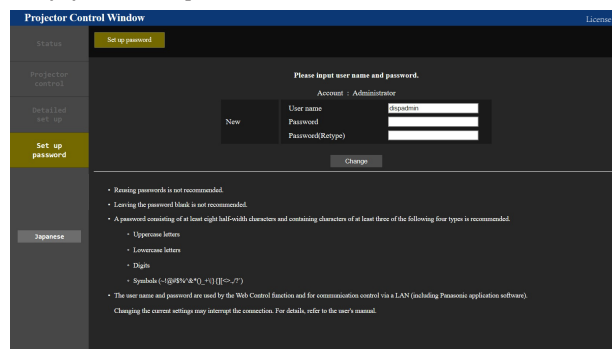 Projector Control Window
License
Status
Set up password
Projector
control
Please input user name and password.
Account : Administrator
Detailed
set up
New
User name
dispadmin
Password
Password(Retype)
Set up
password
Change
• Reusing passwords is not recommended.
• Leaving the password blank is not recommended.
• A password consisting of at least eight half-width characters and containing characters of at least three of the following four types is recommended.
• Uppercase letters
Japanese
• Lowercase letters
• Digits
• Symbols (~!@#$%^&*()_+\{}[]|<>.,/?`)
• The user name and password are used by the Web Control function and for communication control via a LAN (including Panasonic application software).
Changing the current settings may interrupt the connection. For details, refer to the user's manual.